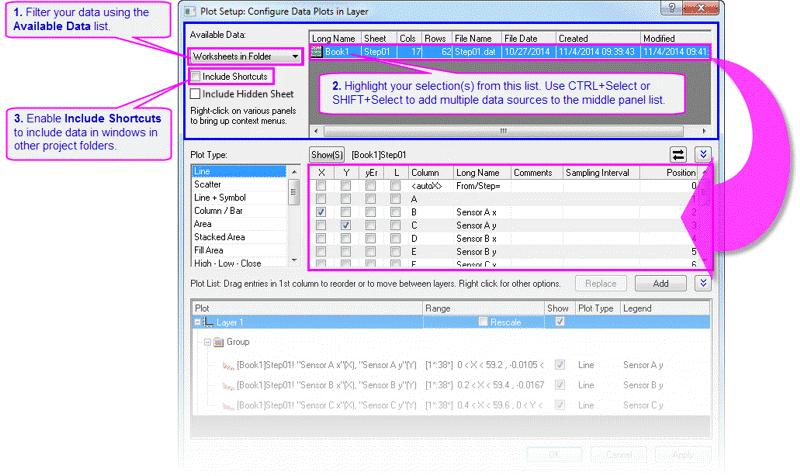 Plot Setup: Configure Data Plots in Layer
1. Filter your data using the
Available Data list.
Available Data:
Worksheets in Folder
Include Shortcuts
Include Hidden Sheet
Right-click on various panels
to bring up context menus.
Long Name Sheet Cols Rows File Name File Date Created Modified
Book1 Step01 17 62 Step01.dat 10/27/2014 11/4/2014 09:39:43 11/4/2014 09:41:
2. Highlight your selection(s) from this list. Use CTRL+Select or
SHIFT+Select to add multiple data sources to the middle panel list.
3. Enable Include Shortcuts
to include data in windows in
other project folders.
Plot Type:
Line
Scatter
Line + Symbol
Column / Bar
Area
Stacked Area
Fill Area
High - Low - Close
Show(S) [Book1]Step01
X Y yEr L Column Long Name Comments Sampling Interval Position
<autoX> From/Step= 0
A 1
B Sensor A x 2
C Sensor A y 3
D Sensor B x 4
E Sensor B y 5
F Sensor C x 6
Plot List: Drag entries in 1st column to reorder or to move between layers. Right click for other options.
Replace Add
Plot Range Show Plot Type Legend
Layer 1 Rescale
Group
[Book1]Step01! "Sensor A x"(X), "Sensor A y"(Y) [1*:38*] 0 < X < 59.2 , -0.0105 < Line Sensor A y
[Book1]Step01! "Sensor B x"(X), "Sensor B y"(Y) [1*:38*] 0.2 < X < 59.4 , -0.0167 Line Sensor B y
[Book1]Step01! "Sensor C x"(X), "Sensor C y"(Y) [1*:38*] 0.4 < X < 59.6 , 0 < Y < Line Sensor C y
OK Cancel Apply